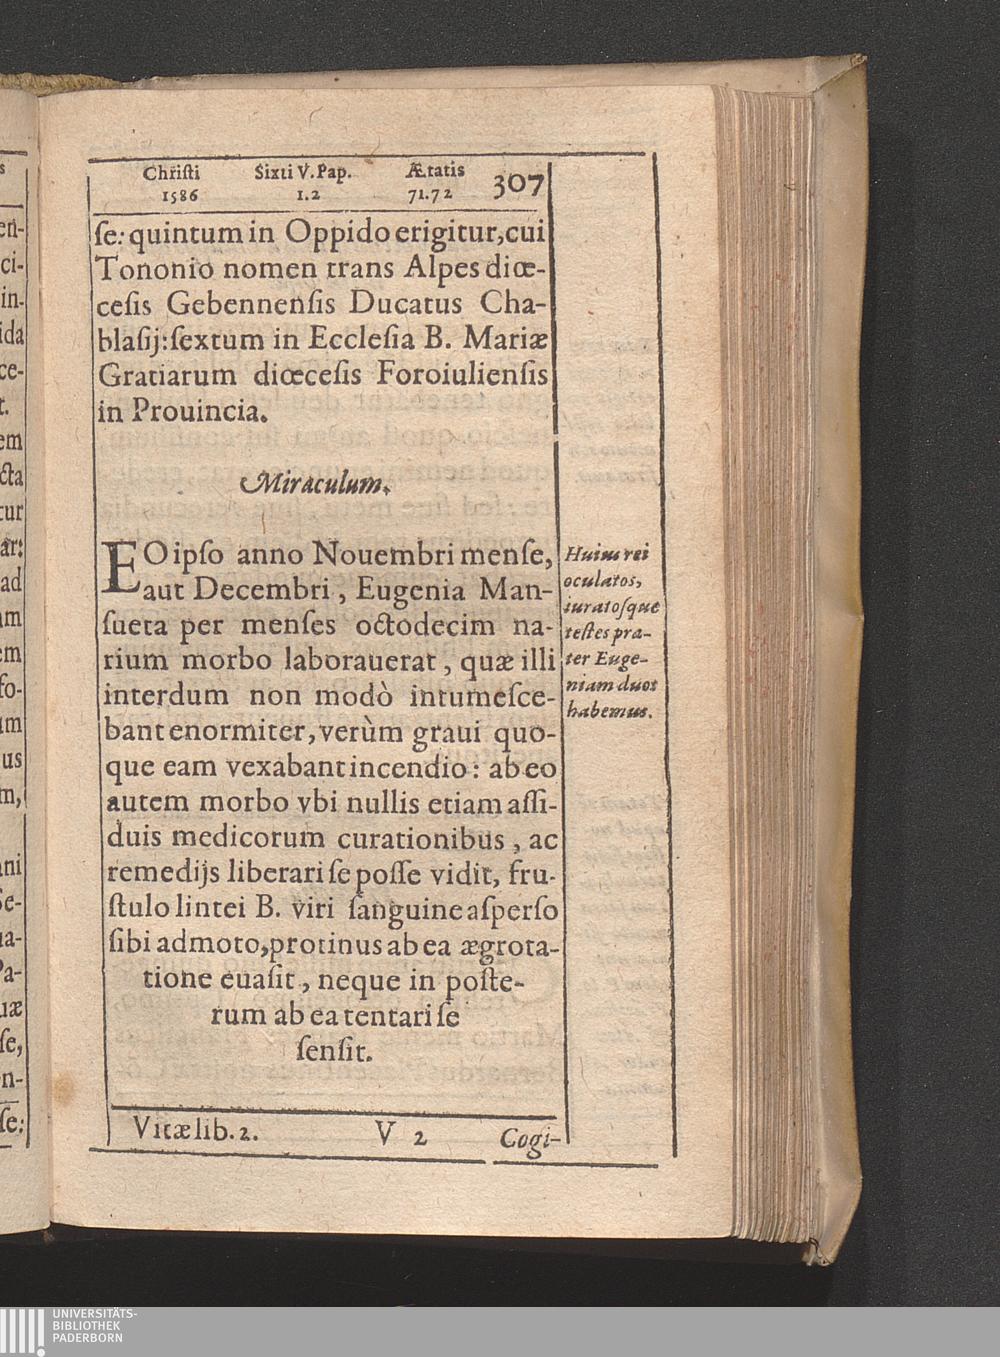 Chriſti Sixti V. Pap. Ætatis 307
1586 1.2 71.72
ſe: quintum in Oppido erigitur, cui
Tononio nomen trans Alpes diœ-
ceſis Gebennenſis Ducatus Cha-
blaſij: ſextum in Eccleſia B. Mariæ
Gratiarum diœceſis Foroiulienſis
in Prouincia.
Miraculum.
EO ipſo anno Nouembri menſe,
aut Decembri, Eugenia Man-
ſueta per menſes octodecim na-
rium morbo laborauerat, quæ illi
interdum non modò intumeſce-
bant enormiter, verùm graui quo-
que eam vexabant incendio: ab eo
autem morbo vbi nullis etiam aſſi-
duis medicorum curationibus, ac
remedijs liberari ſe poſſe vidit, fru-
ſtulo lintei B. viri ſanguine aſperſo
ſibi admoto, protinus ab ea ægrota-
tione euaſit, neque in poſte-
rum ab ea tentari ſe
ſenſit.
Huius rei
oculatos,
iuratoſque
teſtes præ-
ter Euge-
niam duos
habemus.
Vitæ lib. 2. V 2 Cogi-
UNIVERSITÄTS-
BIBLIOTHEK
PADERBORN